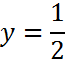 y = 1/2